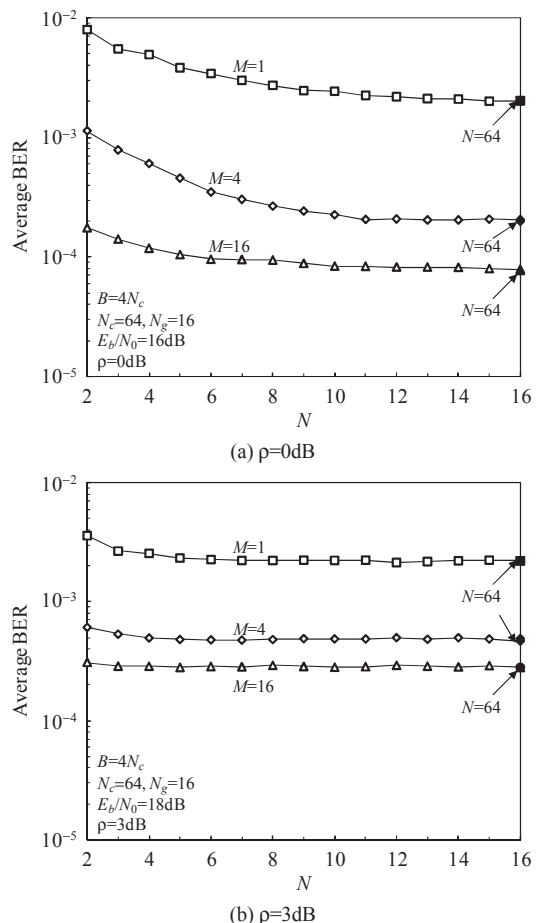 10⁻²
10⁻³
10⁻⁴
10⁻⁵
Average BER
M=1
M=4
M=16
N=64
N=64
N=64
B=4N_c
N_c=64, N_g=16
E_b/N_0=16dB
ρ=0dB
2 4 6 8 10 12 14 16
N
(a) ρ=0dB
10⁻²
10⁻³
10⁻⁴
10⁻⁵
Average BER
M=1
M=4
M=16
N=64
N=64
B=4N_c
N_c=64, N_g=16
E_b/N_0=18dB
ρ=3dB
2 4 6 8 10 12 14 16
N
(b) ρ=3dB